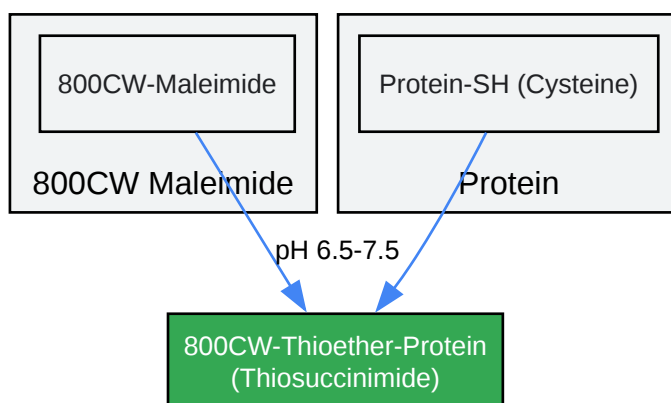 800CW-Maleimide
Protein-SH (Cysteine)
800CW Maleimide
Protein
pH 6.5-7.5
800CW-Thioether-Protein
(Thiosuccinimide)